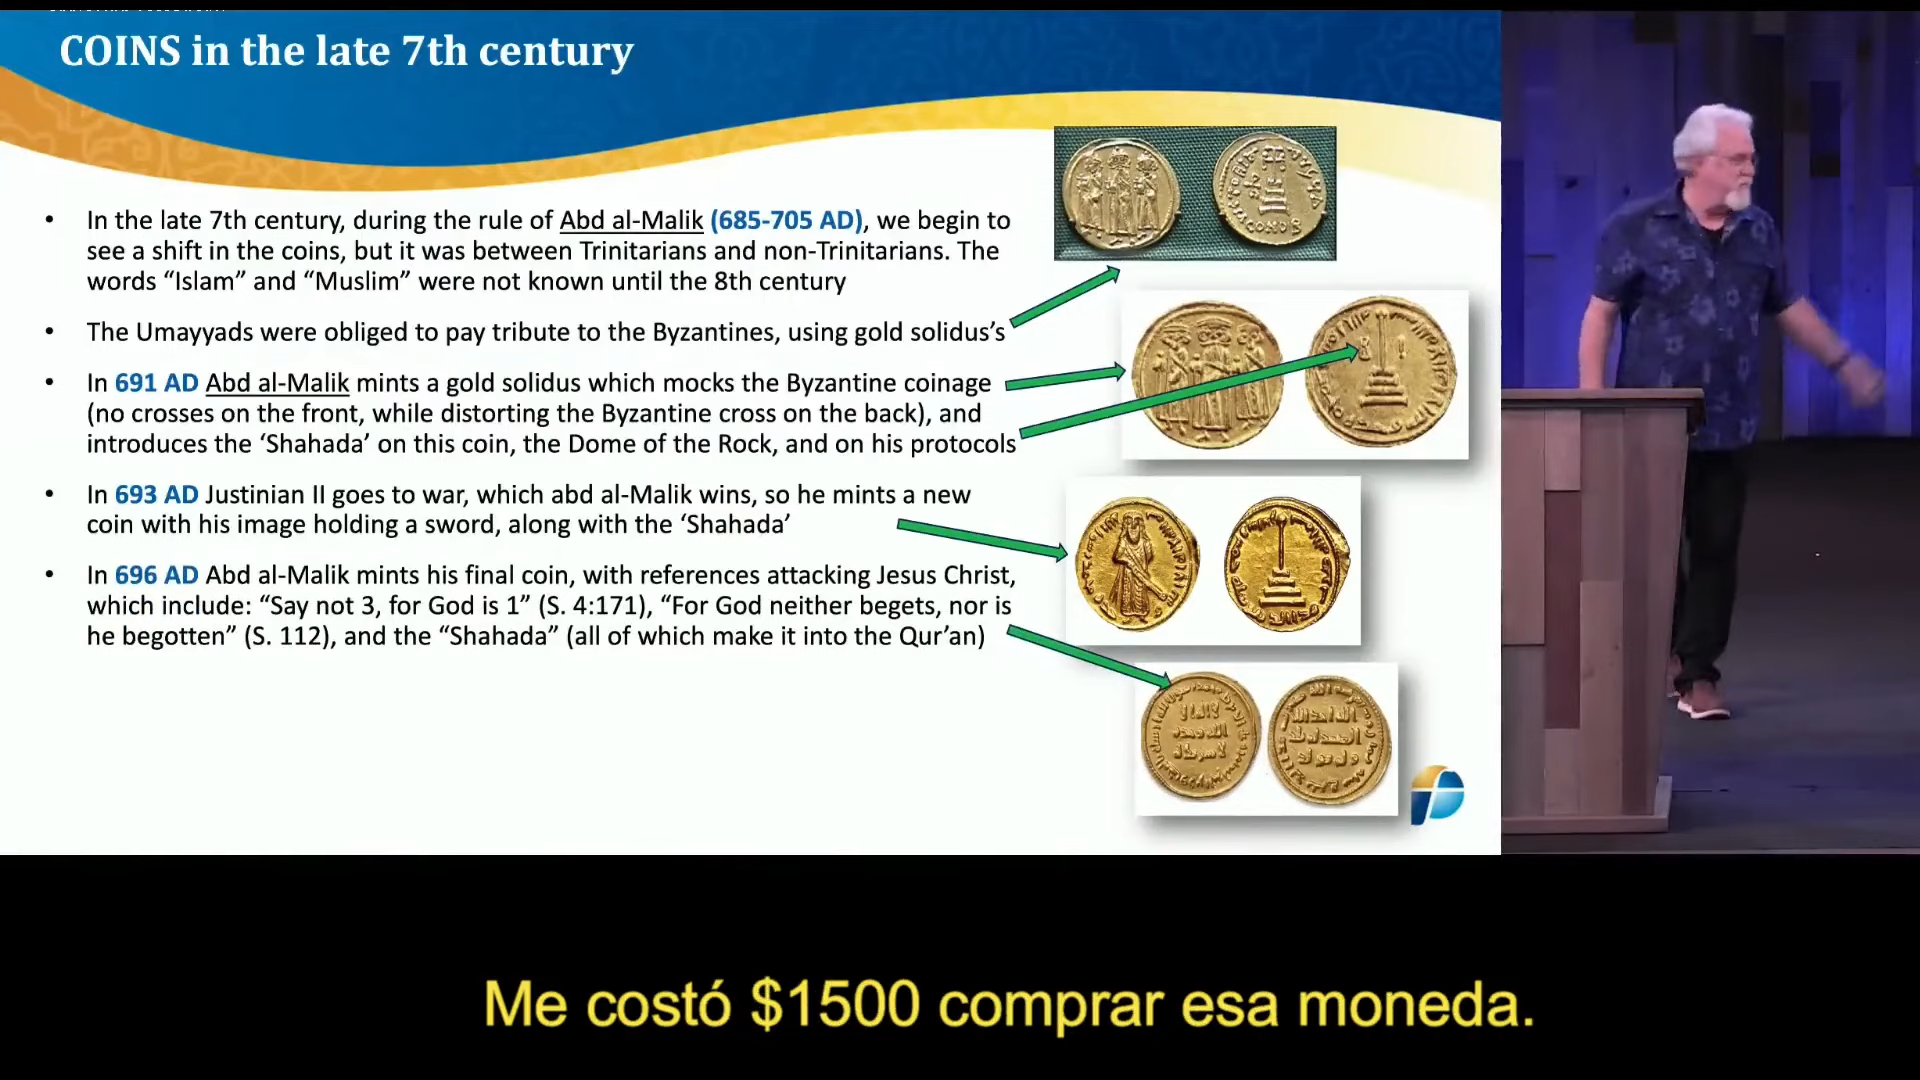 COINS in the late 7th century
• In the late 7th century, during the rule of Abd al-Malik (685-705 AD), we begin to
see a shift in the coins, but it was between Trinitarians and non-Trinitarians. The
words “Islam” and “Muslim” were not known until the 8th century
• The Umayyads were obliged to pay tribute to the Byzantines, using gold solidus’s
• In 691 AD Abd al-Malik mints a gold solidus which mocks the Byzantine coinage
(no crosses on the front, while distorting the Byzantine cross on the back), and
introduces the ‘Shahada’ on this coin, the Dome of the Rock, and on his protocols
• In 693 AD Justinian II goes to war, which abd al-Malik wins, so he mints a new
coin with his image holding a sword, along with the ‘Shahada’
• In 696 AD Abd al-Malik mints his final coin, with references attacking Jesus Christ,
which include: “Say not 3, for God is 1” (S. 4:171), “For God neither begets, nor is
he begotten” (S. 112), and the “Shahada” (all of which make it into the Qur’an)
CONOB
Me costó $1500 comprar esa moneda.